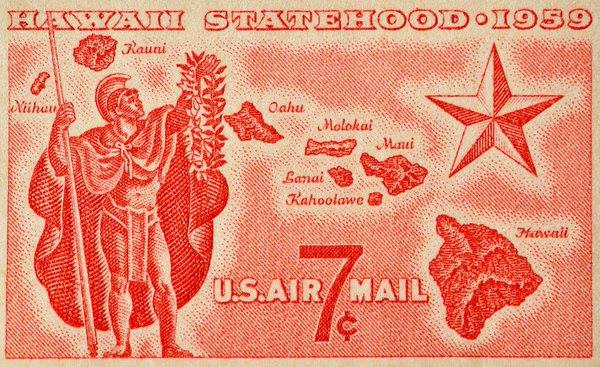 HAWAII STATEHOOD · 1959
Kauai
Niihau
Oahu
Molokai
Maui
Lanai
Kahoolawe
Hawaii
7¢
U.S. AIR MAIL